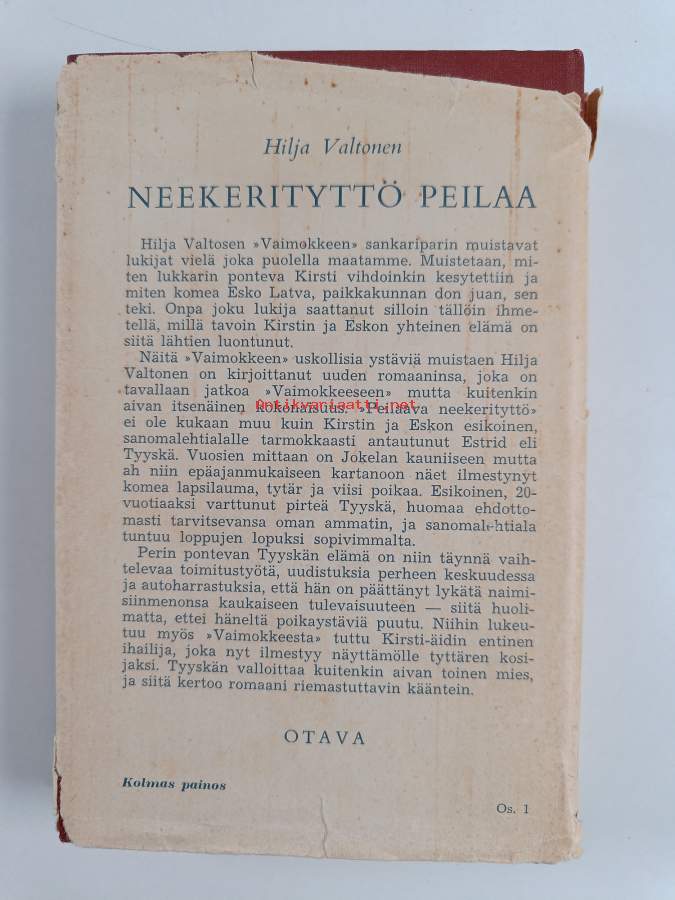 Hilja Valtonen
NEEKERITYTTÖ PEILAA
Hilja Valtosen »Vaimokkeen» sankariparin muistavat
lukijat vielä joka puolella maatamme. Muistetaan, mi-
ten lukkarin ponteva Kirsti vihdoinkin kesytettiin ja
miten komea Esko Latva, paikkakunnan don juan, sen
teki. Onpa joku lukija saattanut silloin tällöin ihme-
tellä, millä tavoin Kirstin ja Eskon yhteinen elämä on
siitä lähtien luontunut.
Näitä »Vaimokkeen» uskollisia ystäviä muistaen Hilja
Valtonen on kirjoittanut uuden romaaninsa, joka on
tavallaan jatkoa »Vaimokkeeseen» mutta kuitenkin
antikvariaatti.net
aivan itsenäinen kokonaisuus. »Peilaava neekerityttö»
ei ole kukaan muu kuin Kirstin ja Eskon esikoinen,
sanomalehtialalle tarmokkaasti antautunut Estrid eli
Tyyskä. Vuosien mittaan on Jokelan kauniiseen mutta
ah niin epäajanmukaiseen kartanoon näet ilmestynyt
komea lapsilauma, tytär ja viisi poikaa. Esikoinen, 20-
vuotiaaksi varttunut pirteä Tyyskä, huomaa ehdotto-
masti tarvitsevansa oman ammatin, ja sanomalehtiala
tuntuu loppujen lopuksi sopivimmalta.
Perin pontevan Tyyskän elämä on niin täynnä vaih-
televaa toimitustyötä, uudistuksia perheen keskuudessa
ja autoharrastuksia, että hän on päättänyt lykätä naimi-
siinmenonsa kaukaiseen tulevaisuuteen — siitä huoli-
matta, ettei häneltä poikaystäviä puutu. Niihin lukeu-
tuu myös »Vaimokkeesta» tuttu Kirsti-äidin entinen
ihailija, joka nyt ilmestyy näyttämölle tyttären kosi-
jaksi. Tyyskän valloittaa kuitenkin aivan toinen mies,
ja siitä kertoo romaani riemastuttavin kääntein.
OTAVA
Kolmas painos
Os. 1